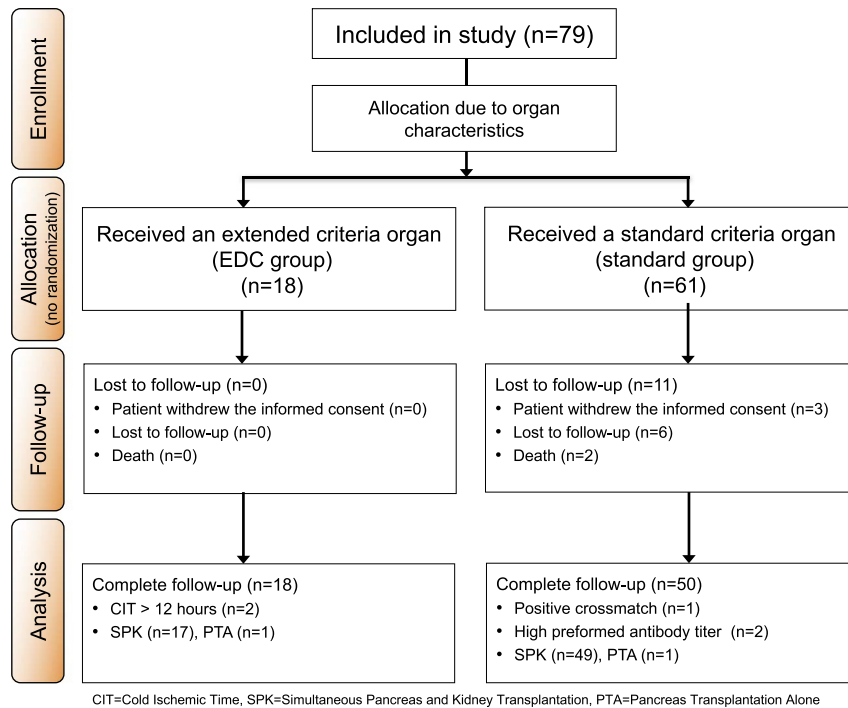 Enrollment
Included in study (n=79)
Allocation due to organ
characteristics
Allocation
(no randomization)
Received an extended criteria organ
(EDC group)
(n=18)
Received a standard criteria organ
(standard group)
(n=61)
Follow-up
Lost to follow-up (n=0)
• Patient withdrew the informed consent (n=0)
• Lost to follow-up (n=0)
• Death (n=0)
Lost to follow-up (n=11)
• Patient withdrew the informed consent (n=3)
• Lost to follow-up (n=6)
• Death (n=2)
Analysis
Complete follow-up (n=18)
• CIT > 12 hours (n=2)
• SPK (n=17), PTA (n=1)
Complete follow-up (n=50)
• Positive crossmatch (n=1)
• High preformed antibody titer (n=2)
• SPK (n=49), PTA (n=1)
CIT=Cold Ischemic Time, SPK=Simultaneous Pancreas and Kidney Transplantation, PTA=Pancreas Transplantation Alone